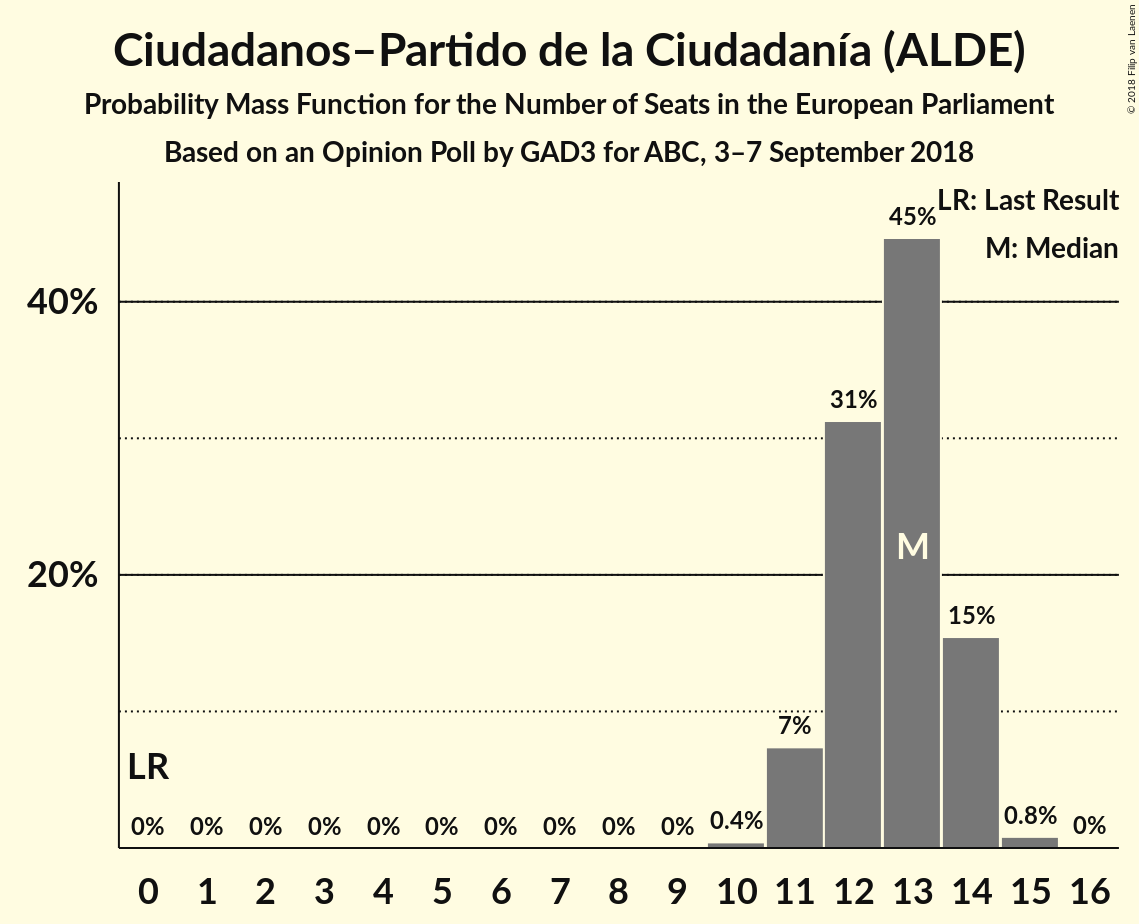 Ciudadanos–Partido de la Ciudadanía (ALDE)
Probability Mass Function for the Number of Seats in the European Parliament
Based on an Opinion Poll by GAD3 for ABC, 3–7 September 2018
© 2018 Filip van Laenen
LR: Last Result
M: Median
45%
40%
31%
M
20%
15%
7%
LR
0% 0% 0% 0% 0% 0% 0% 0% 0% 0% 0.4% 0.8% 0%
0 1 2 3 4 5 6 7 8 9 10 11 12 13 14 15 16